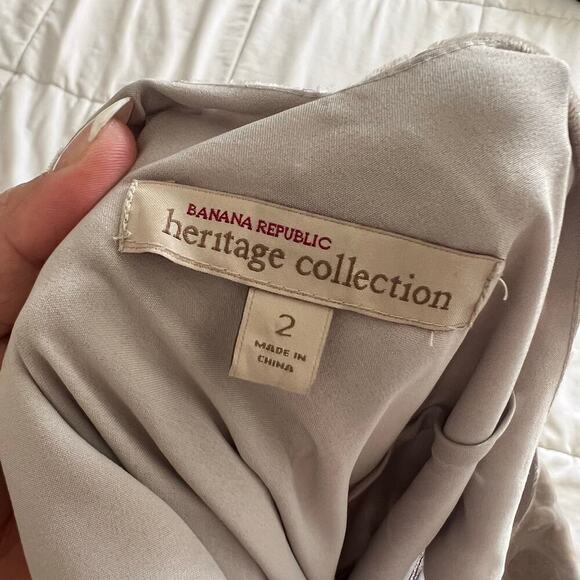 BANANA REPUBLIC
heritage collection
2
MADE IN
CHINA